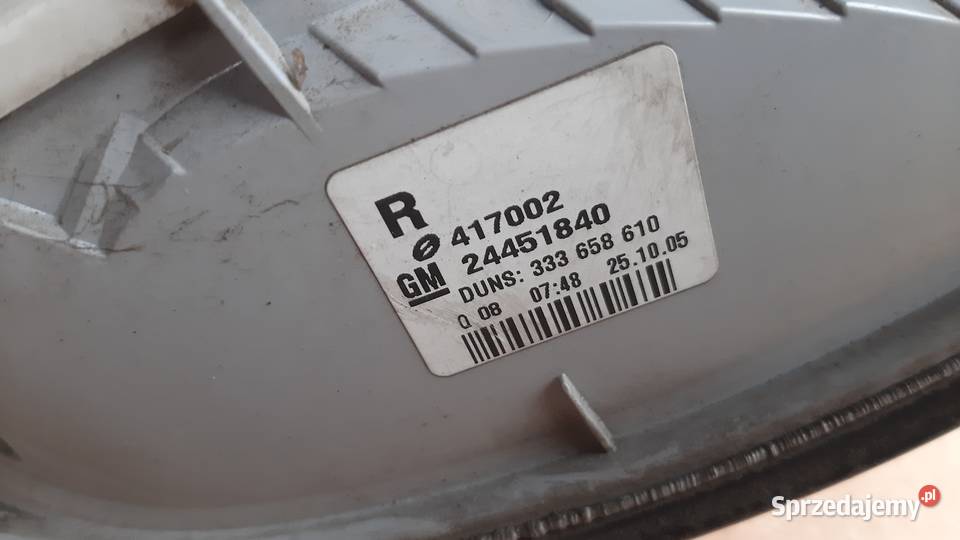 R 417002
GM 24451840
DUNS: 333 658 610
Q 08 07:48 25.10.05
Sprzedajemy.pl